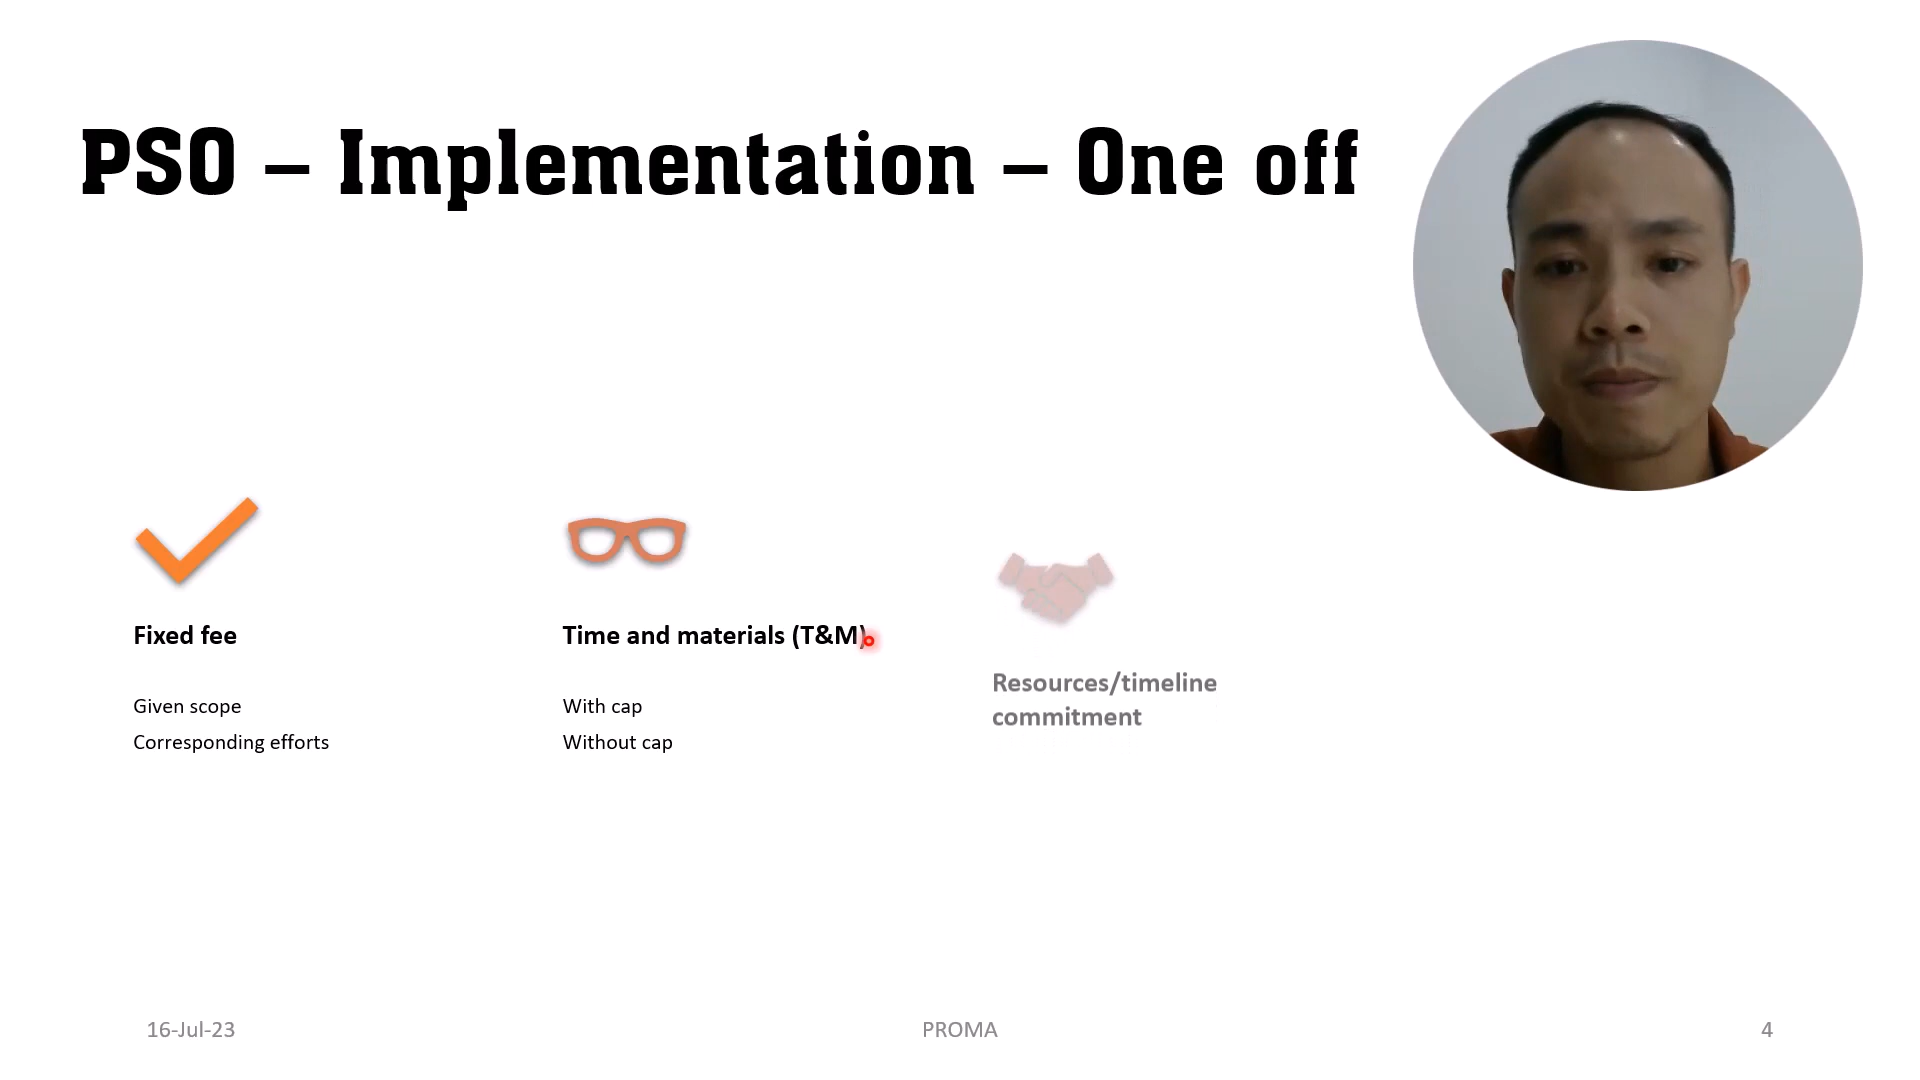 PSO – Implementation – One off
Fixed fee
Given scope
Corresponding efforts
Time and materials (T&M)
With cap
Without cap
Resources/timeline
commitment
16-Jul-23
PROMA
4